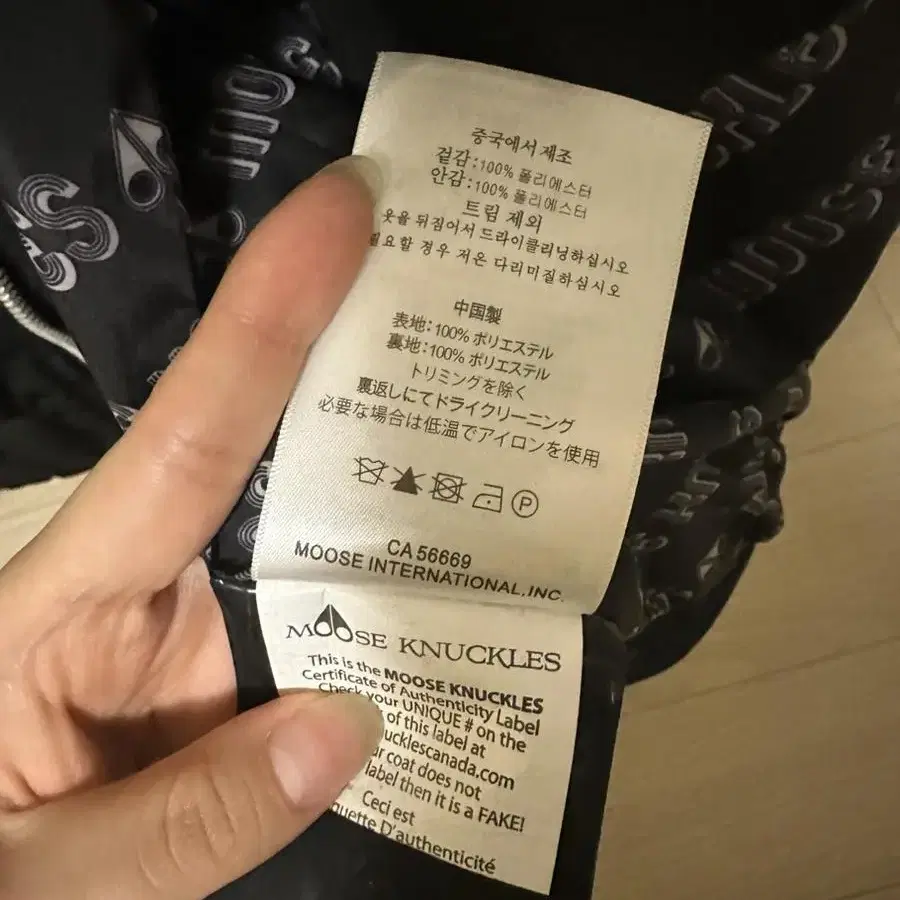 중국에서 제조
겉감:100% 폴리에스터
안감:100% 폴리에스터
트림 제외
옷을 뒤집어서 드라이클리닝하십시오
필요할 경우 저온 다리미질하십시오
中国製
表地:100% ポリエステル
裏地:100% ポリエステル
トリミングを除く
裏返しにてドライクリーニング
必要な場合は低温でアイロンを使用
P
CA 56669
MOOSE INTERNATIONAL,INC.
MOOSE KNUCKLES
This is the MOOSE KNUCKLES
Certificate of Authenticity Label
Check your UNIQUE # on the
of this label at
ucklescanada.com
ur coat does not
label then it is a FAKE!
Ceci est
quette D'authenticité
MOOS